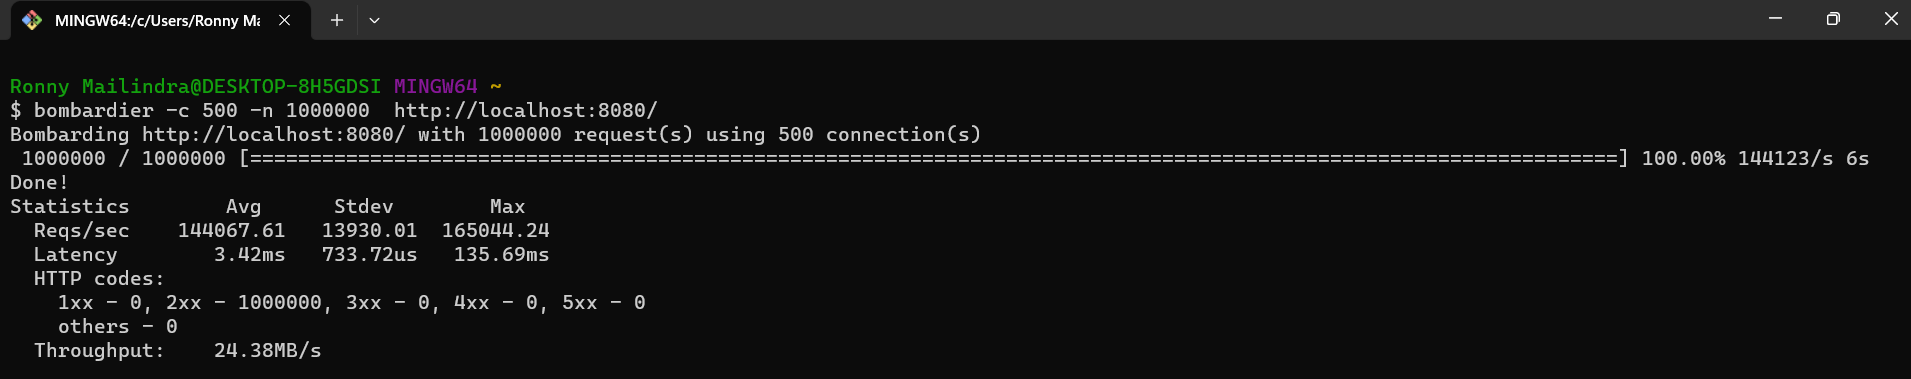 MINGW64:/c/Users/Ronny Ma
Ronny Mailindra@DESKTOP-8H5GDSI MINGW64 ~
$ bombardier -c 500 -n 1000000  http://localhost:8080/
Bombarding http://localhost:8080/ with 1000000 request(s) using 500 connection(s)
 1000000 / 1000000 [==================================================================================================================] 100.00% 144123/s 6s
Done!
Statistics        Avg      Stdev        Max
  Reqs/sec    144067.61   13930.01  165044.24
  Latency        3.42ms   733.72us   135.69ms
  HTTP codes:
    1xx - 0, 2xx - 1000000, 3xx - 0, 4xx - 0, 5xx - 0
    others - 0
  Throughput:    24.38MB/s